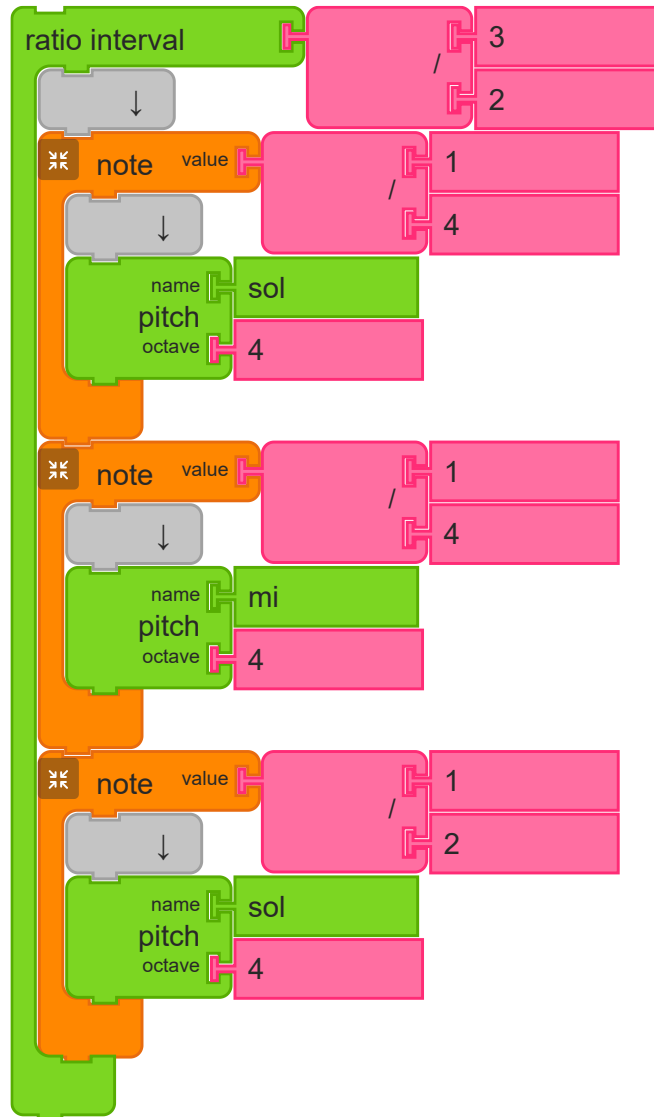 ratio interval / 3
2
↓
note value / 1
4
↓
name sol
pitch
octave 4
note value / 1
4
↓
name mi
pitch
octave 4
note value / 1
2
↓
name sol
pitch
octave 4